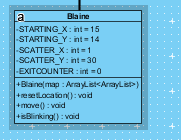 a
Blaine
-STARTING_X : int = 15
-STARTING_Y : int = 14
-SCATTER_X : int = 1
-SCATTER_Y : int = 30
-EXITCOUNTER : int = 0
+Blaine(map : ArrayList<ArrayList>)
+resetLocation() : void
+move() : void
+isBlinking() : void